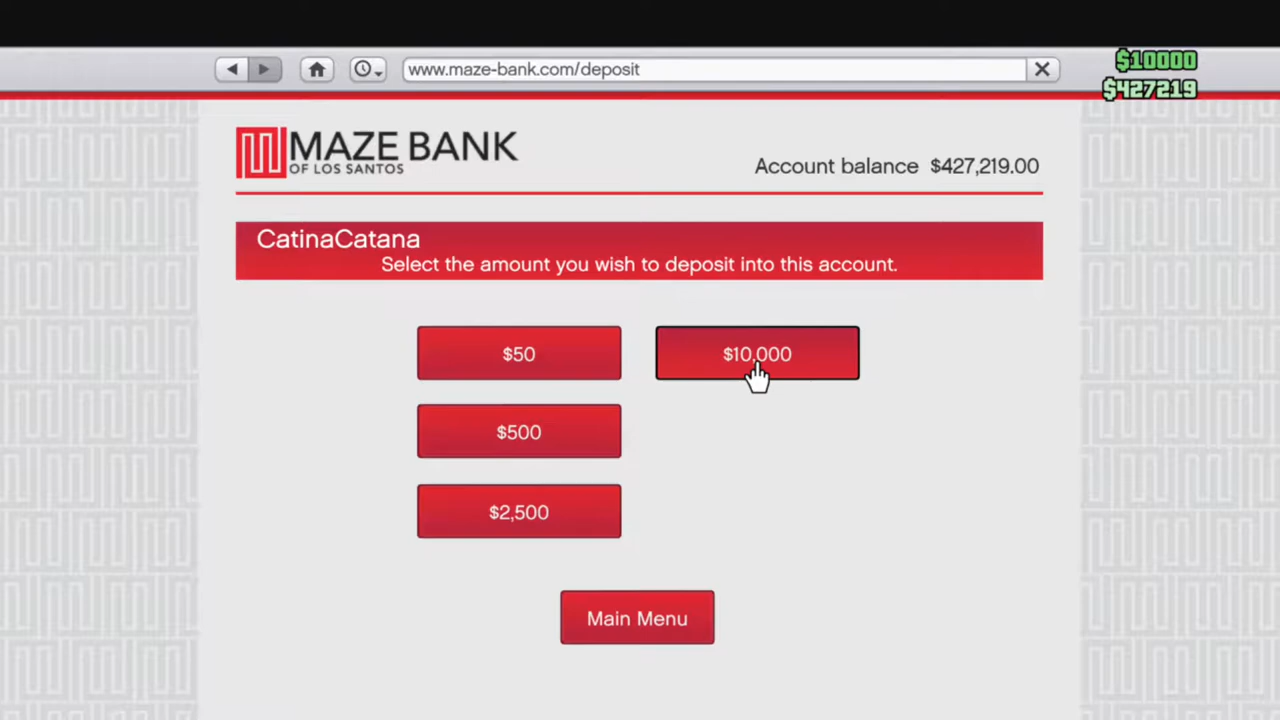 www.maze-bank.com/deposit
$10000
$427219
MAZE BANK
OF LOS SANTOS
Account balance $427,219.00
CatinaCatana
Select the amount you wish to deposit into this account.
$50
$10,000
$500
$2,500
Main Menu